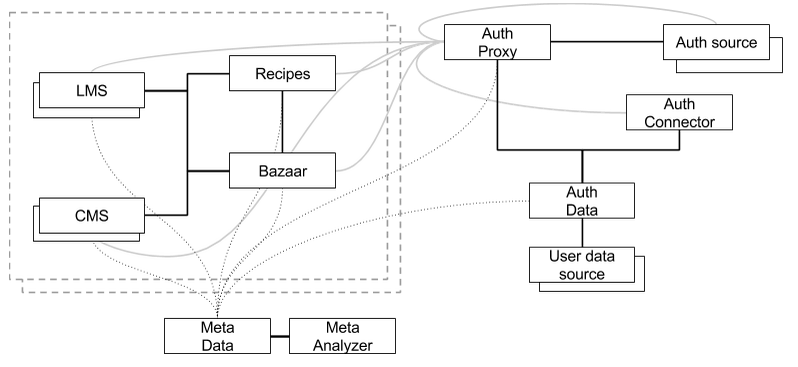 Auth
Proxy
Auth source
Recipes
LMS
Auth
Connector
Bazaar
CMS
Auth
Data
User data
source
Meta
Data
Meta
Analyzer